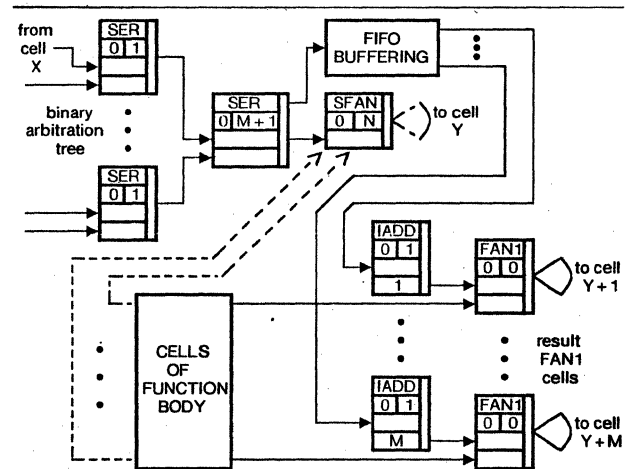 from
cell
X
SER
0 1
binary
arbitration
tree
SER
0 1
SER
0 M + 1
FIFO
BUFFERING
SFAN
0 N
to cell
Y
IADD
0 1
1
FAN1
0 0
to cell
Y + 1
CELLS
OF
FUNCTION
BODY
result
FAN1
cells
IADD
0 1
M
FAN1
0 0
to cell
Y + M